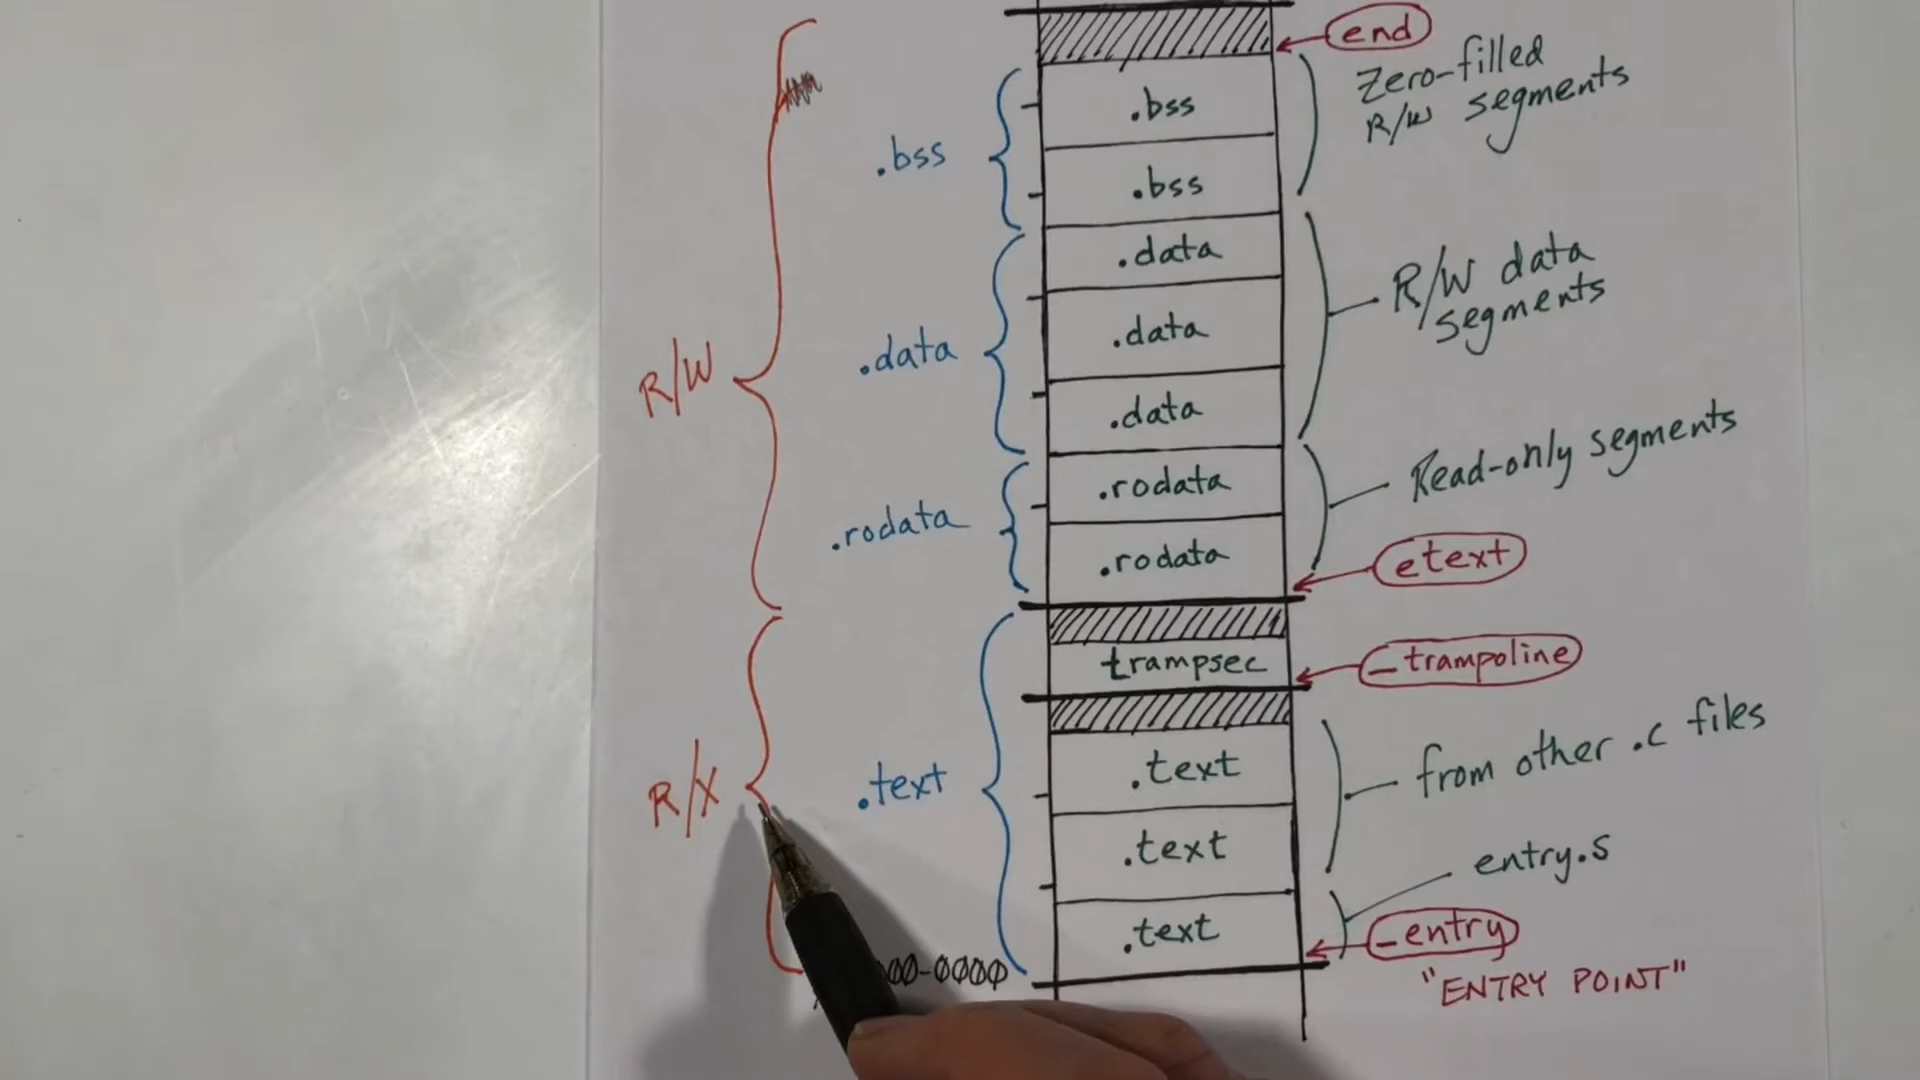 end
Zero-filled
R/W segments
.bss
.bss
.bss
.data
R/W data
segments
.data
.data
R/W
.data
Read-only segments
.rodata
.rodata
.rodata
etext
trampsec
_trampoline
from other .c files
.text
.text
R/X
.text
entry.s
.text
_entry
"ENTRY POINT"